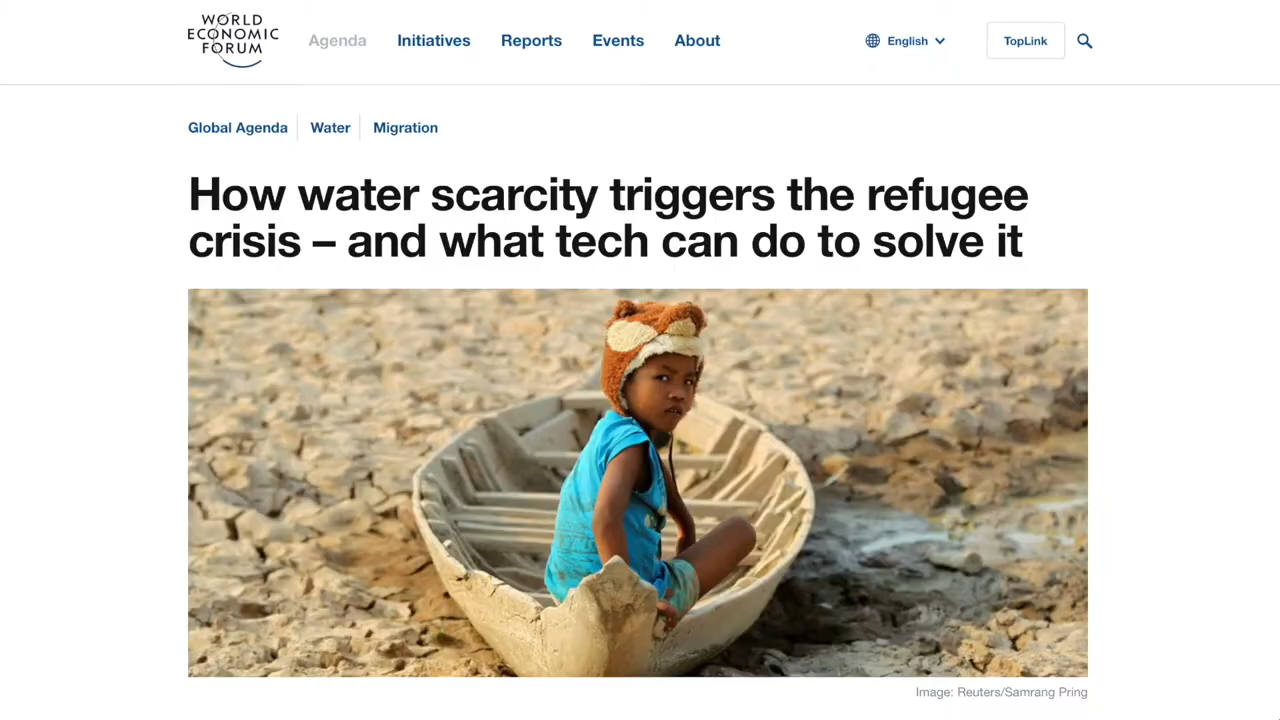 WORLD
ECONOMIC
FORUM
Agenda
Initiatives
Reports
Events
About
English
TopLink
Global Agenda
Water
Migration
How water scarcity triggers the refugee
crisis – and what tech can do to solve it
Image: Reuters/Samrang Pring